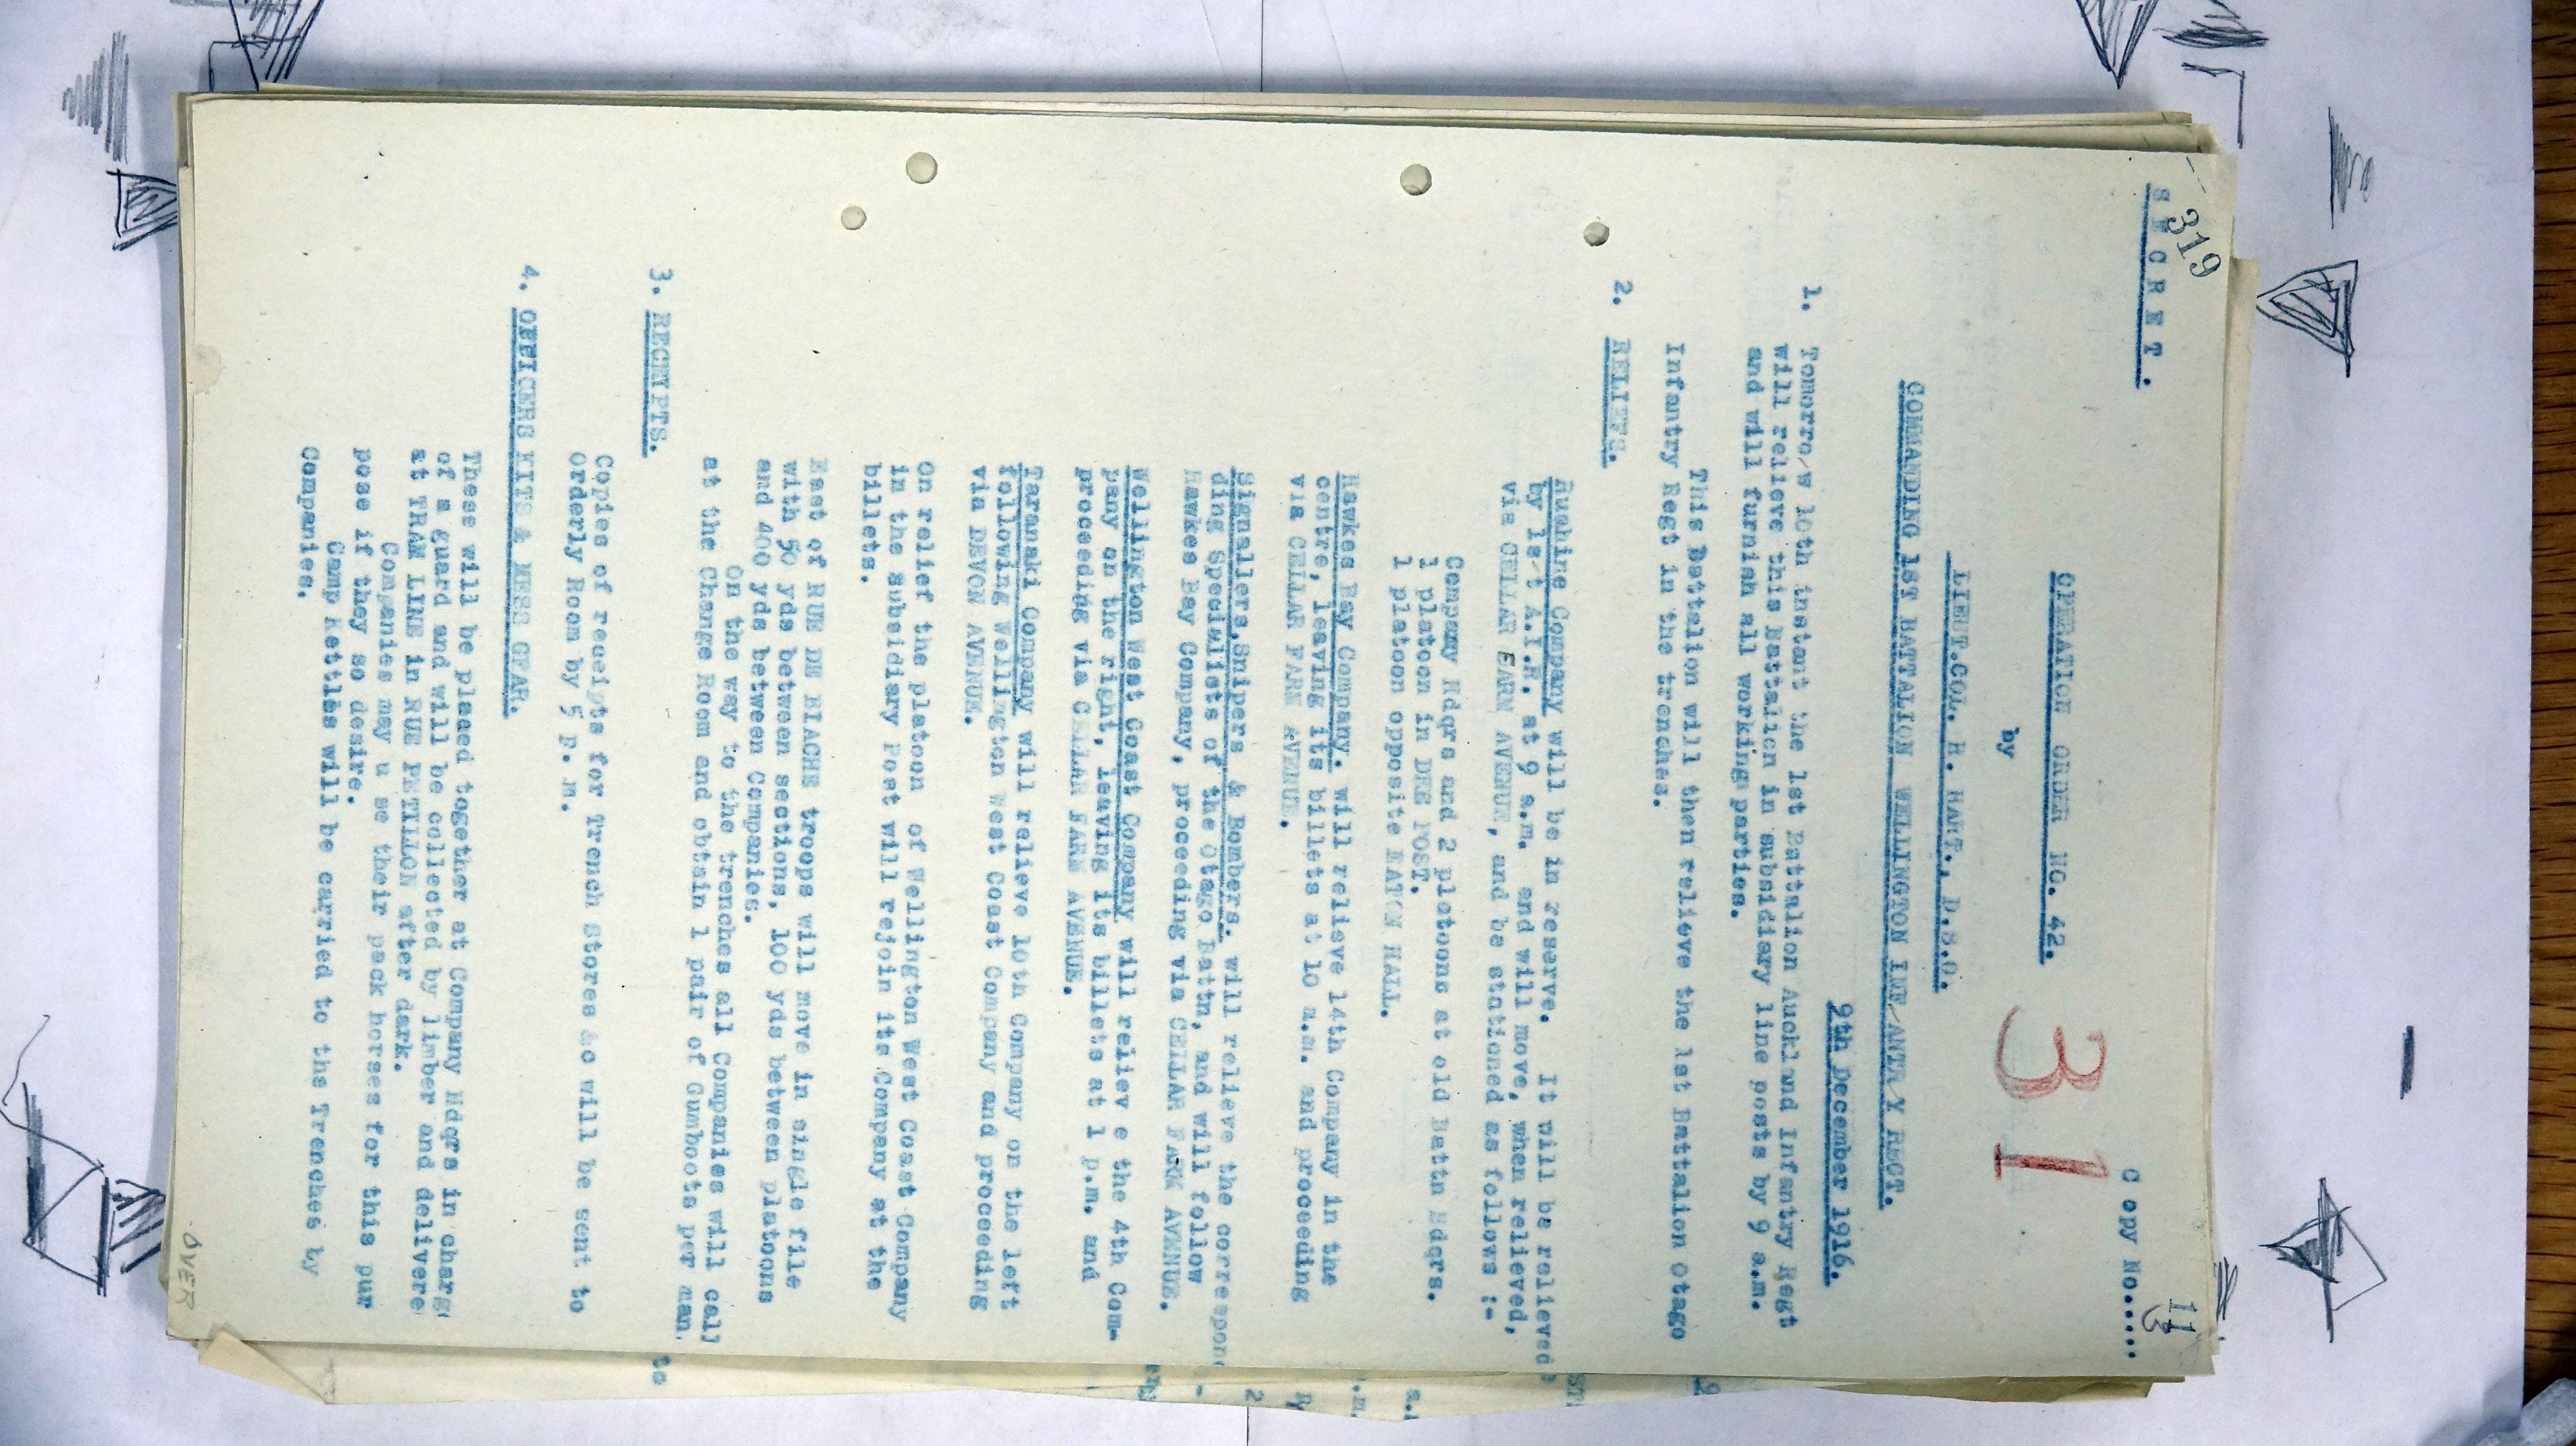 319
S E C R E T.
C opy No.....
OPERATION ORDER NO. 42.
31
by
LIEUT.COL. H. HART., D.S.O.
COMMANDING 1ST BATTALION WELLINGTON INF/ANTR/Y REGT.
9th December 1916.
1. Tomorro/w 10th instant the 1st Battalion Auckland Infantry Regt
will relieve this Battalion in subsidiary line posts by 9 a.m.
and will furnish all working parties.
This Battalion will then relieve the 1st Battalion Otago
Infantry Regt in the trenches.
2. RELIEFS.
Ruahine Company will be in reserve. It will be relieved
by 1st A.I.R. at 9 a.m. and will move, when relieved,
via CELLAR FARM AVENUE, and be stationed as follows :-
Company Hdqrs and 2 platoons at old Battn Hdqrs.
1 platoon in DEE POST.
1 platoon opposite EATON HALL.
Hawkes Bay Company. will relieve 14th Company in the
centre, leaving its billets at 10 a.m. and proceeding
via CELLAR FARM AVENUE.
Signallers,Snipers & Bombers. will relieve the correspon
ding Specialists of the Otago Battn, and will follow
Hawkes Bay Company, proceeding via CELLAR FARM AVENUE.
Wellington West Coast Company will reliev e the 4th Com-
pany on the right, leaving its billets at 1 p.m. and
proceeding via CELLAR FARM AVENUE.
Taranaki Company will relieve 10th Company on the left
following Wellington West Coast Company and proceeding
via DEVON AVENUE.
On relief the platoon of Wellington West Coast Company
in the Subsidiary Post will rejoin its Company at the
billets.
East of RUE DE BIACHE troops will move in single file
with 50 yds between sections, 100 yds between platoons
and 400 yds between Companies.
On the way to the trenches all Companies will call
at the Change Room and obtain 1 pair of Gumboots per man.
3. RECEIPTS.
Copies of receipts for Trench stores &c will be sent to
Orderly Room by 5 P.M.
4. OFFICERS KITS & MESS GEAR.
These will be placed together at Company Hdqrs in charg
of a guard and will be collected by limber and delivere
at TRAM LINE in RUE PETILLON after dark.
Companies may u se their pack horses for this pur
pose if they so desire.
Camp Kettles will be carried to the Trenches by
Companies.
OVER